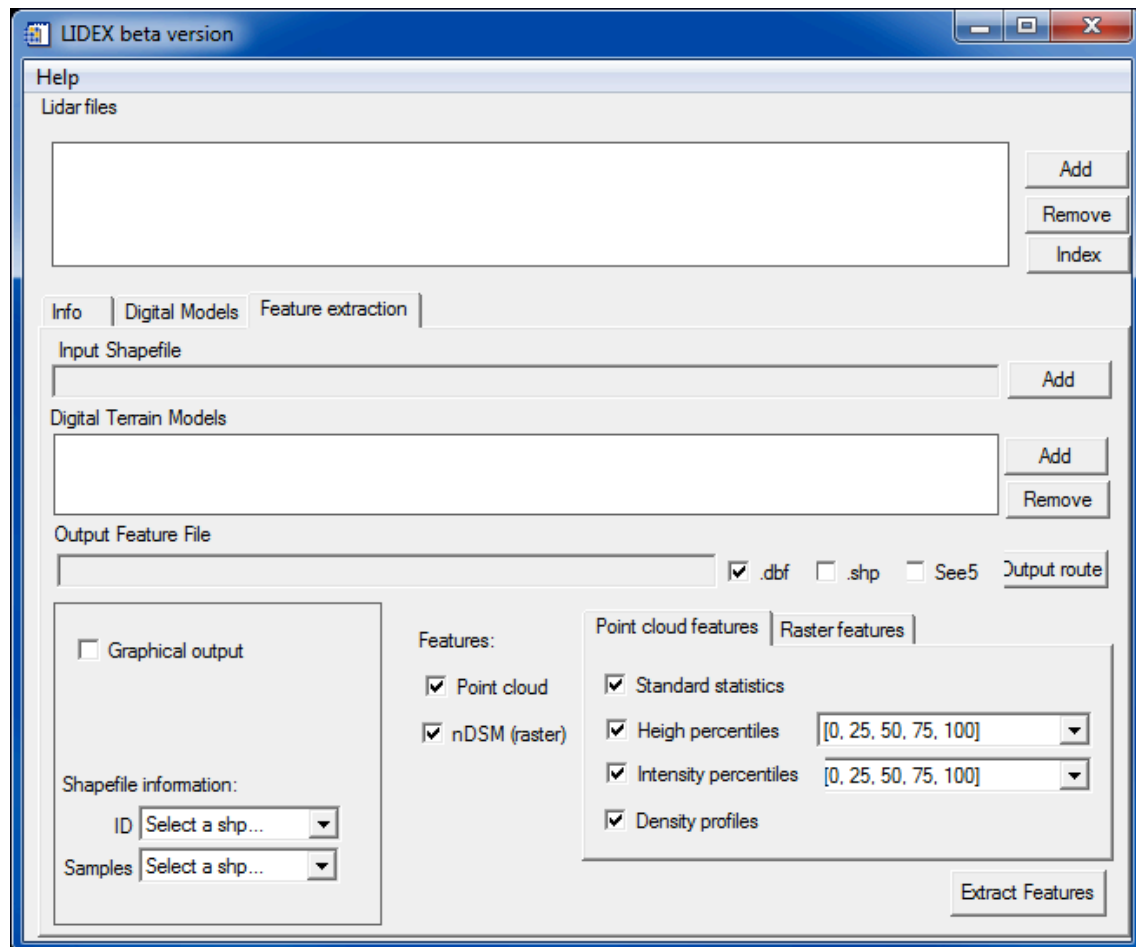 LIDEX beta version
Help
Lidar files
Add
Remove
Index
Info Digital Models Feature extraction
Input Shapefile
Add
Digital Terrain Models
Add
Remove
Output Feature File
.dbf .shp See5 Output route
Graphical output
Features:
Point cloud
nDSM (raster)
Point cloud features Raster features
Standard statistics
Heigh percentiles [0, 25, 50, 75, 100]
Intensity percentiles [0, 25, 50, 75, 100]
Density profiles
Shapefile information:
ID Select a shp...
Samples Select a shp...
Extract Features